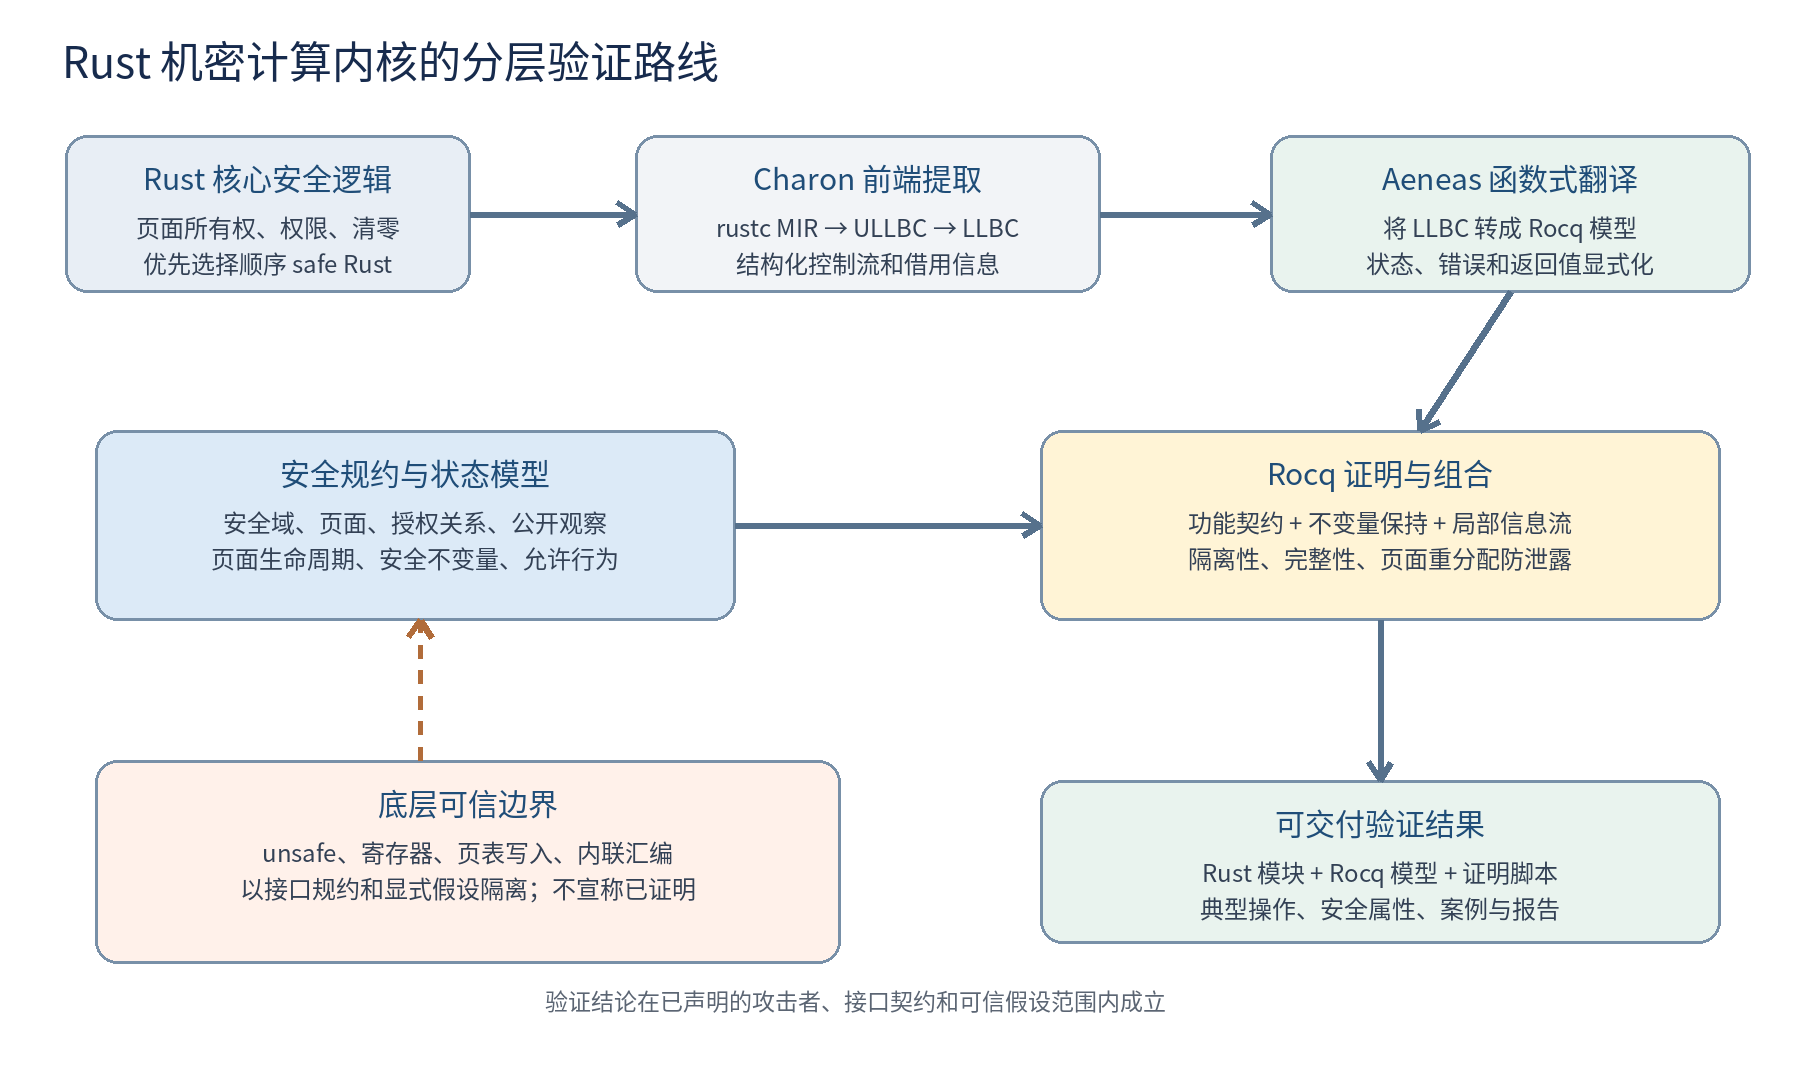 Rust 机密计算内核的分层验证路线
Rust 核心安全逻辑
页面所有权、权限、清零
优先选择顺序 safe Rust
Charon 前端提取
rustc MIR → ULLBC → LLBC
结构化控制流和借用信息
Aeneas 函数式翻译
将 LLBC 转成 Rocq 模型
状态、错误和返回值显式化
安全规约与状态模型
安全域、页面、授权关系、公开观察
页面生命周期、安全不变量、允许行为
Rocq 证明与组合
功能契约 + 不变量保持 + 局部信息流
隔离性、完整性、页面重分配防泄露
底层可信边界
unsafe、寄存器、页表写入、内联汇编
以接口规约和显式假设隔离；不宣称已证明
可交付验证结果
Rust 模块 + Rocq 模型 + 证明脚本
典型操作、安全属性、案例与报告
验证结论在已声明的攻击者、接口契约和可信假设范围内成立